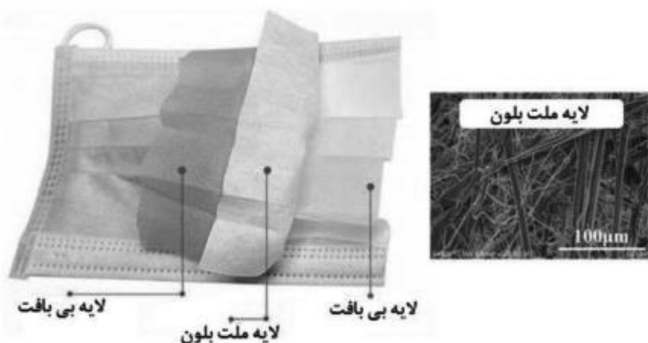 لایه ملت بلون
100μm
لایه بی بافت
لایه ملت بلون
لایه بی بافت